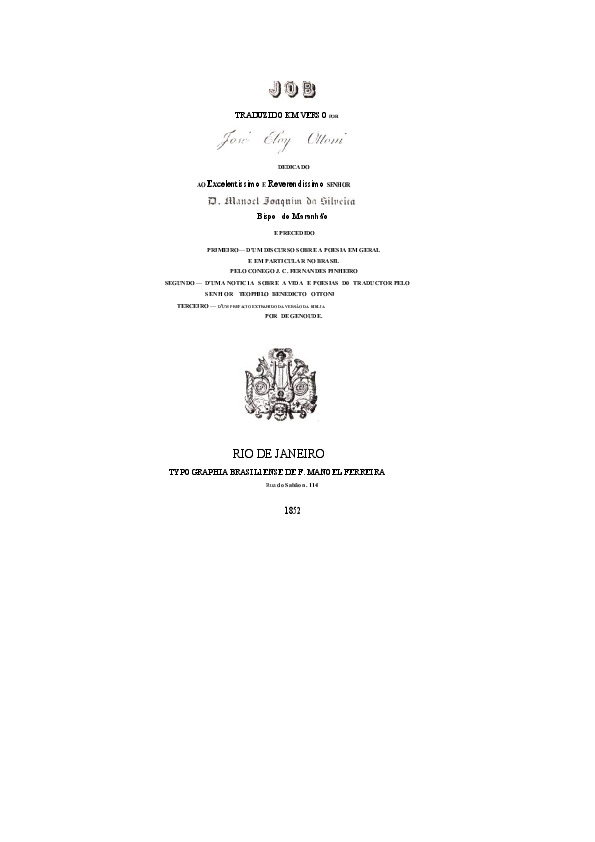 JOB
TRADUZIDO EM VERSO POR
José Eloy Ottoni
DEDICADO
AO Excelentissimo E Reverendissimo SENHOR
D. Manoel Joaquim da Silveira
Bispo do Maranhão
E PRECEDIDO
PRIMEIRO — D'UM DISCURSO SOBRE A POESIA EM GERAL
E EM PARTICULAR NO BRASIL
PELO CONEGO J. C. FERNANDES PINHEIRO
SEGUNDO — D'UMA NOTICIA SOBRE A VIDA E POESIAS DO TRADUCTOR PELO
SENHOR TEOPHILO BENEDICTO OTTONI
TERCEIRO — D'UM PREFACIO EXTRAHIDO DA VERSÃO DA BIBLIA
POR DE GENOUDE.
RIO DE JANEIRO
TYPOGRAPHIA BRASILIENSE DE F. MANOEL FERREIRA
Rua do Sabão n. 114
1852